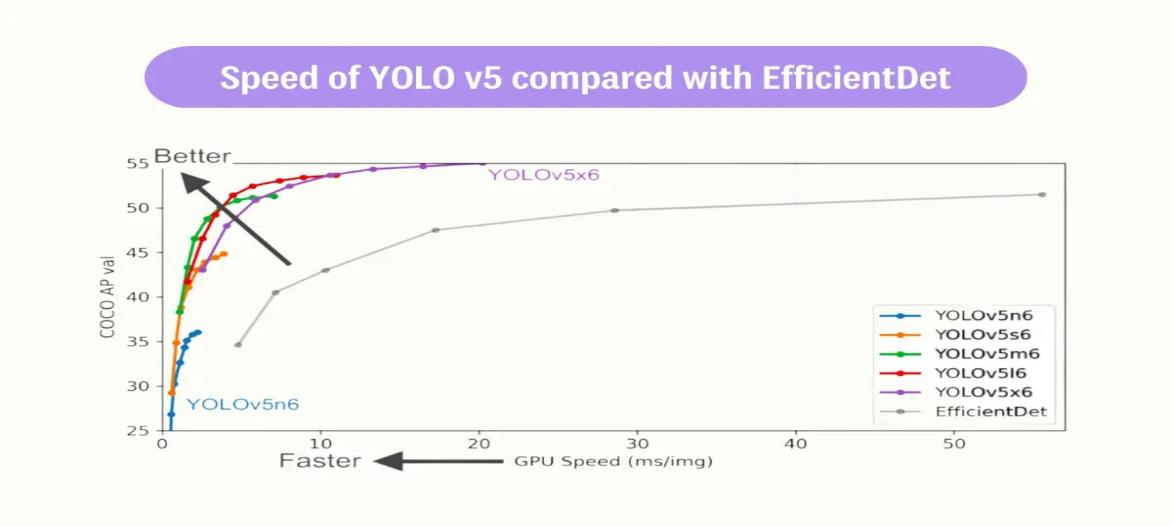 Speed of YOLO v5 compared with EfficientDet
Better
55
50
45
40
35
30
25
COCO AP val
YOLOv5x6
YOLOv5n6
YOLOv5n6
YOLOv5s6
YOLOv5m6
YOLOv5l6
YOLOv5x6
EfficientDet
0 10 20 30 40 50
Faster GPU Speed (ms/img)